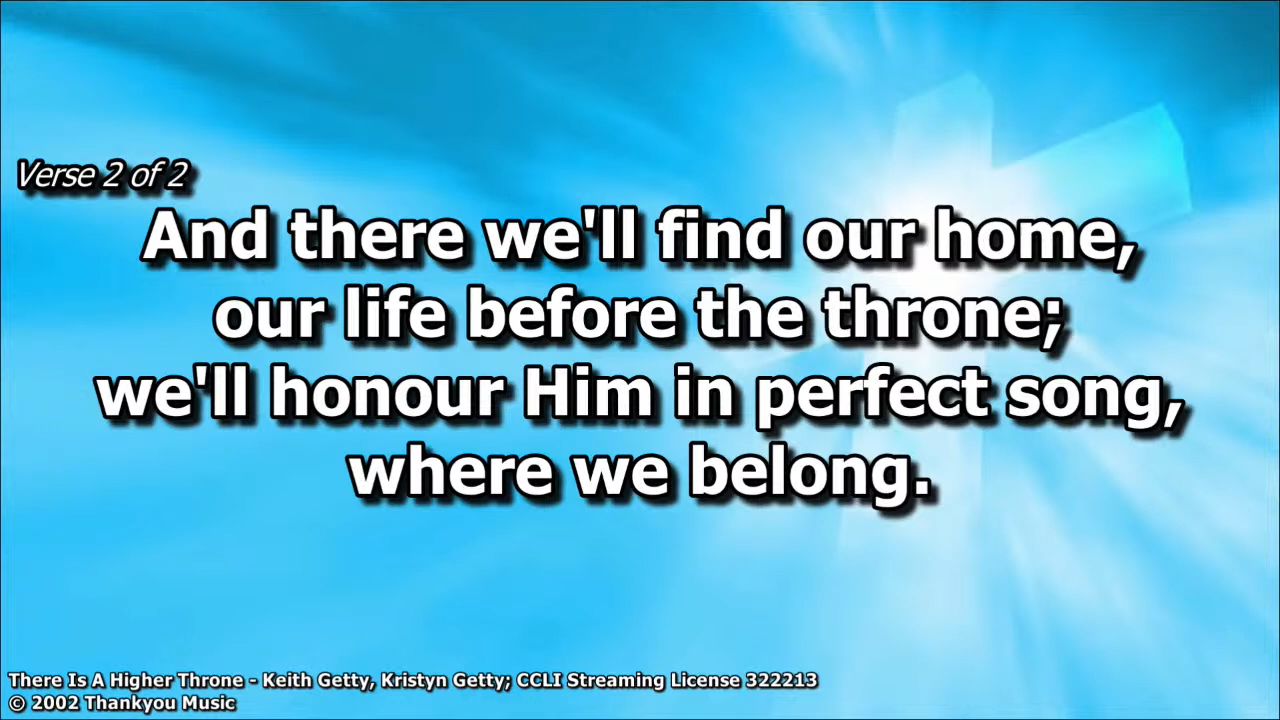 Verse 2 of 2
And there we'll find our home,
our life before the throne;
we'll honour Him in perfect song,
where we belong.
There Is A Higher Throne - Keith Getty, Kristyn Getty; CCLI Streaming License 322213
© 2002 Thankyou Music